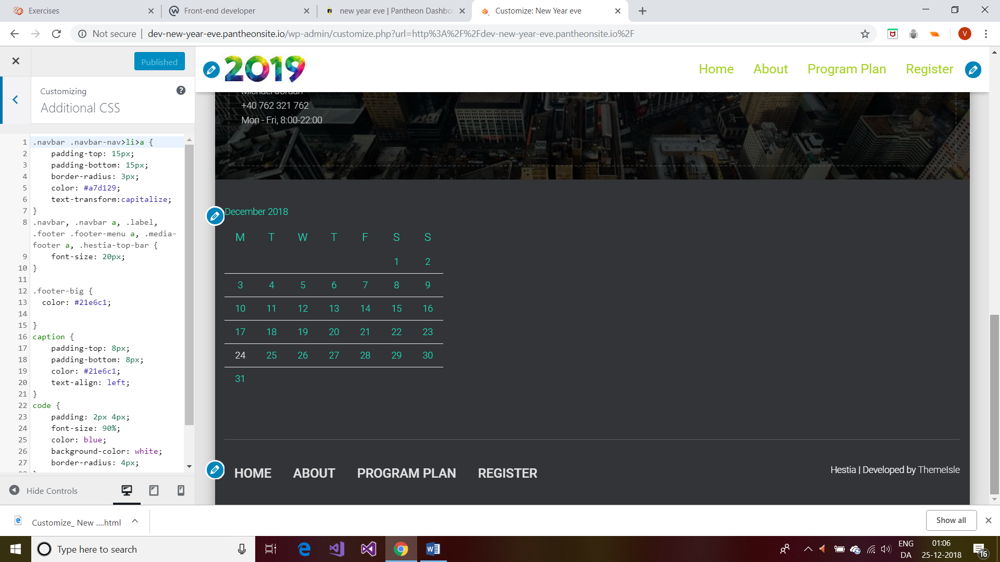 Exercises
Front-end developer
new year eve | Pantheon Dashbo
Customize: New Year eve
Not secure
dev-new-year-eve.pantheonsite.io/wp-admin/customize.php?url=http%3A%2F%2Fdev-new-year-eve.pantheonsite.io%2F
V
Published
Customizing
Additional CSS
1 .navbar .navbar-nav>li>a {
2 padding-top: 15px;
3 padding-bottom: 15px;
4 border-radius: 3px;
5 color: #a7d129;
6 text-transform:capitalize;
7 }
8 .navbar, .navbar a, .label,
.footer .footer-menu a, .media-
footer a, .hestia-top-bar {
9 font-size: 20px;
10 }
11
12 .footer-big {
13 color: #21e6c1;
14
15 }
16 caption {
17 padding-top: 8px;
18 padding-bottom: 8px;
19 color: #21e6c1;
20 text-align: left;
21 }
22 code {
23 padding: 2px 4px;
24 font-size: 90%;
25 color: blue;
26 background-color: white;
27 border-radius: 4px;
Hide Controls
2019
Home About Program Plan Register
Michael Jordan
+40 762 321 762
Mon - Fri, 8:00-22:00
December 2018
M T W T F S S
1 2
3 4 5 6 7 8 9
10 11 12 13 14 15 16
17 18 19 20 21 22 23
24 25 26 27 28 29 30
31
HOME ABOUT PROGRAM PLAN REGISTER
Hestia | Developed by ThemeIsle
Customize_ New ....html
Show all
Type here to search
ENG
DA
01:06
25-12-2018
16